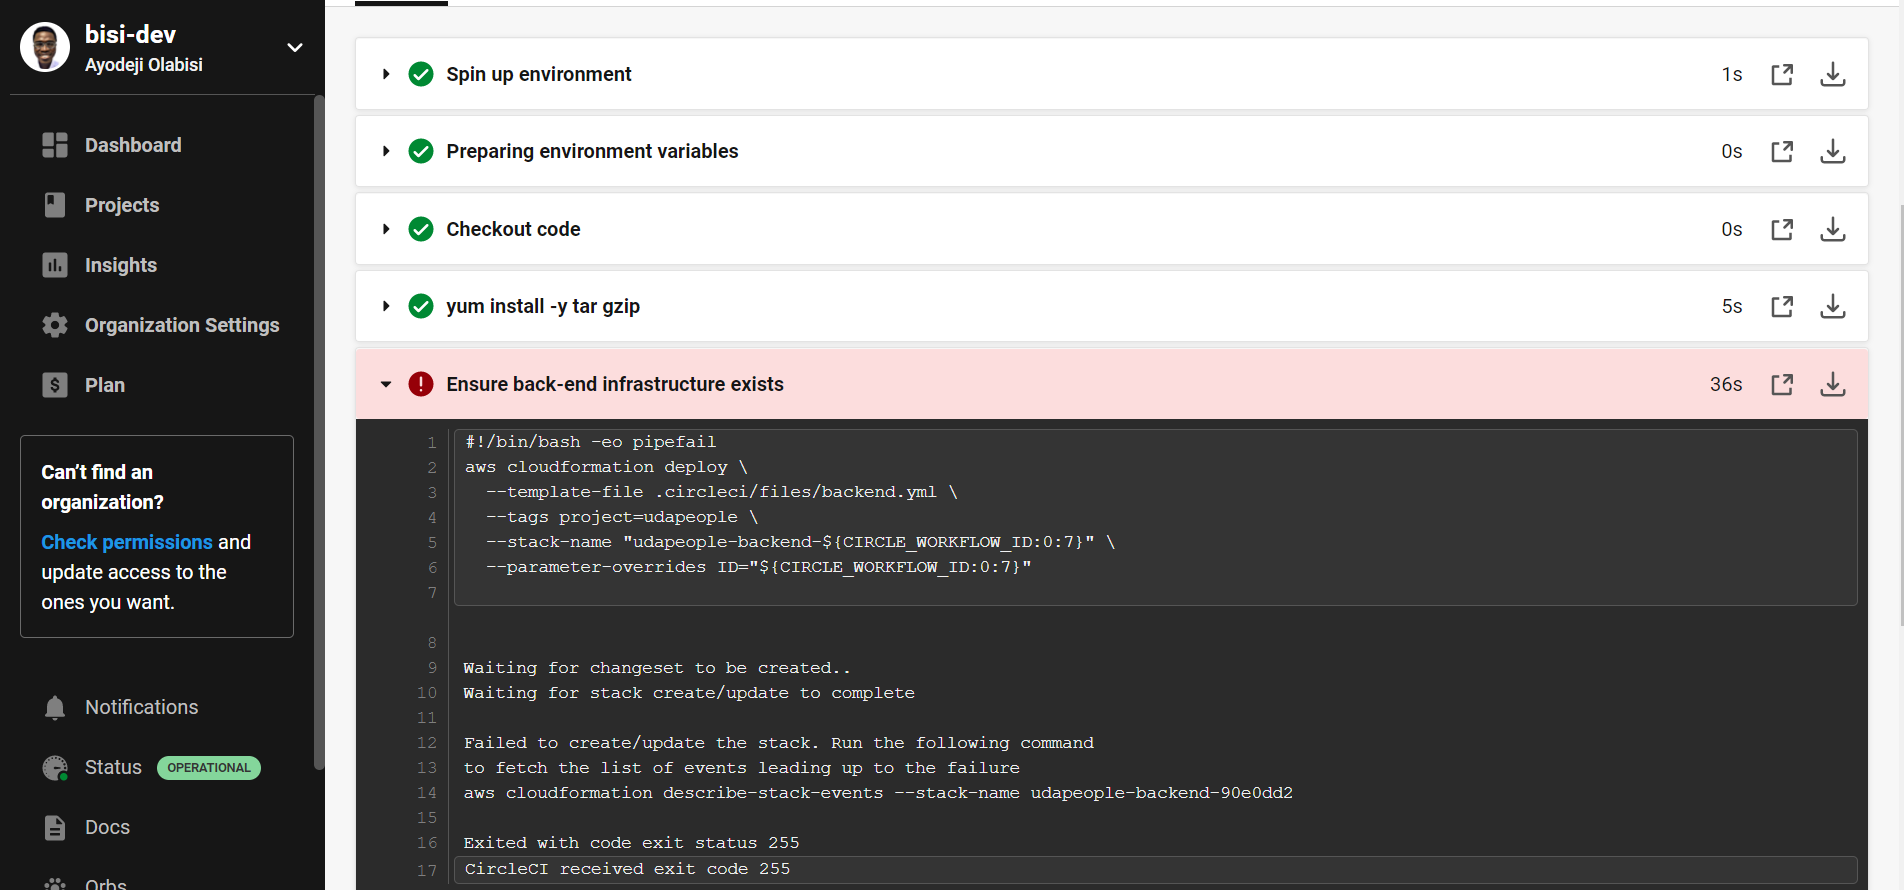 bisi-dev
Ayodeji Olabisi
Dashboard
Projects
Insights
Organization Settings
Plan
Can’t find an
organization?
Check permissions and
update access to the
ones you want.
Notifications
Status OPERATIONAL
Docs
Orbs
Spin up environment 1s
Preparing environment variables 0s
Checkout code 0s
yum install -y tar gzip 5s
Ensure back-end infrastructure exists 36s
1 #!/bin/bash -eo pipefail
2 aws cloudformation deploy \
3 --template-file .circleci/files/backend.yml \
4 --tags project=udapeople \
5 --stack-name "udapeople-backend-${CIRCLE_WORKFLOW_ID:0:7}" \
6 --parameter-overrides ID="${CIRCLE_WORKFLOW_ID:0:7}"
7
8
9 Waiting for changeset to be created..
10 Waiting for stack create/update to complete
11
12 Failed to create/update the stack. Run the following command
13 to fetch the list of events leading up to the failure
14 aws cloudformation describe-stack-events --stack-name udapeople-backend-90e0dd2
15
16 Exited with code exit status 255
17 CircleCI received exit code 255